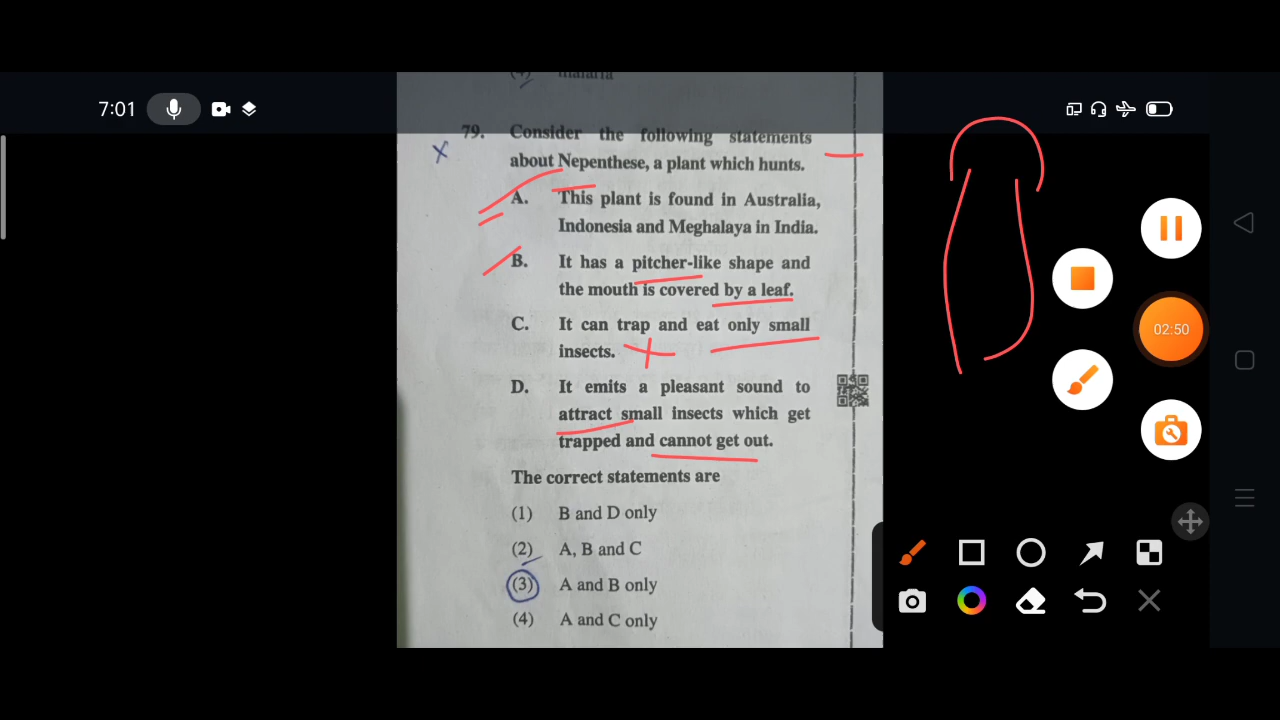 7:01
(4) malaria
79. Consider the following statements
about Nepenthese, a plant which hunts.
A. This plant is found in Australia,
Indonesia and Meghalaya in India.
B. It has a pitcher-like shape and
the mouth is covered by a leaf.
C. It can trap and eat only small
insects.
D. It emits a pleasant sound to
attract small insects which get
trapped and cannot get out.
The correct statements are
(1) B and D only
(2) A, B and C
(3) A and B only
(4) A and C only
02:50